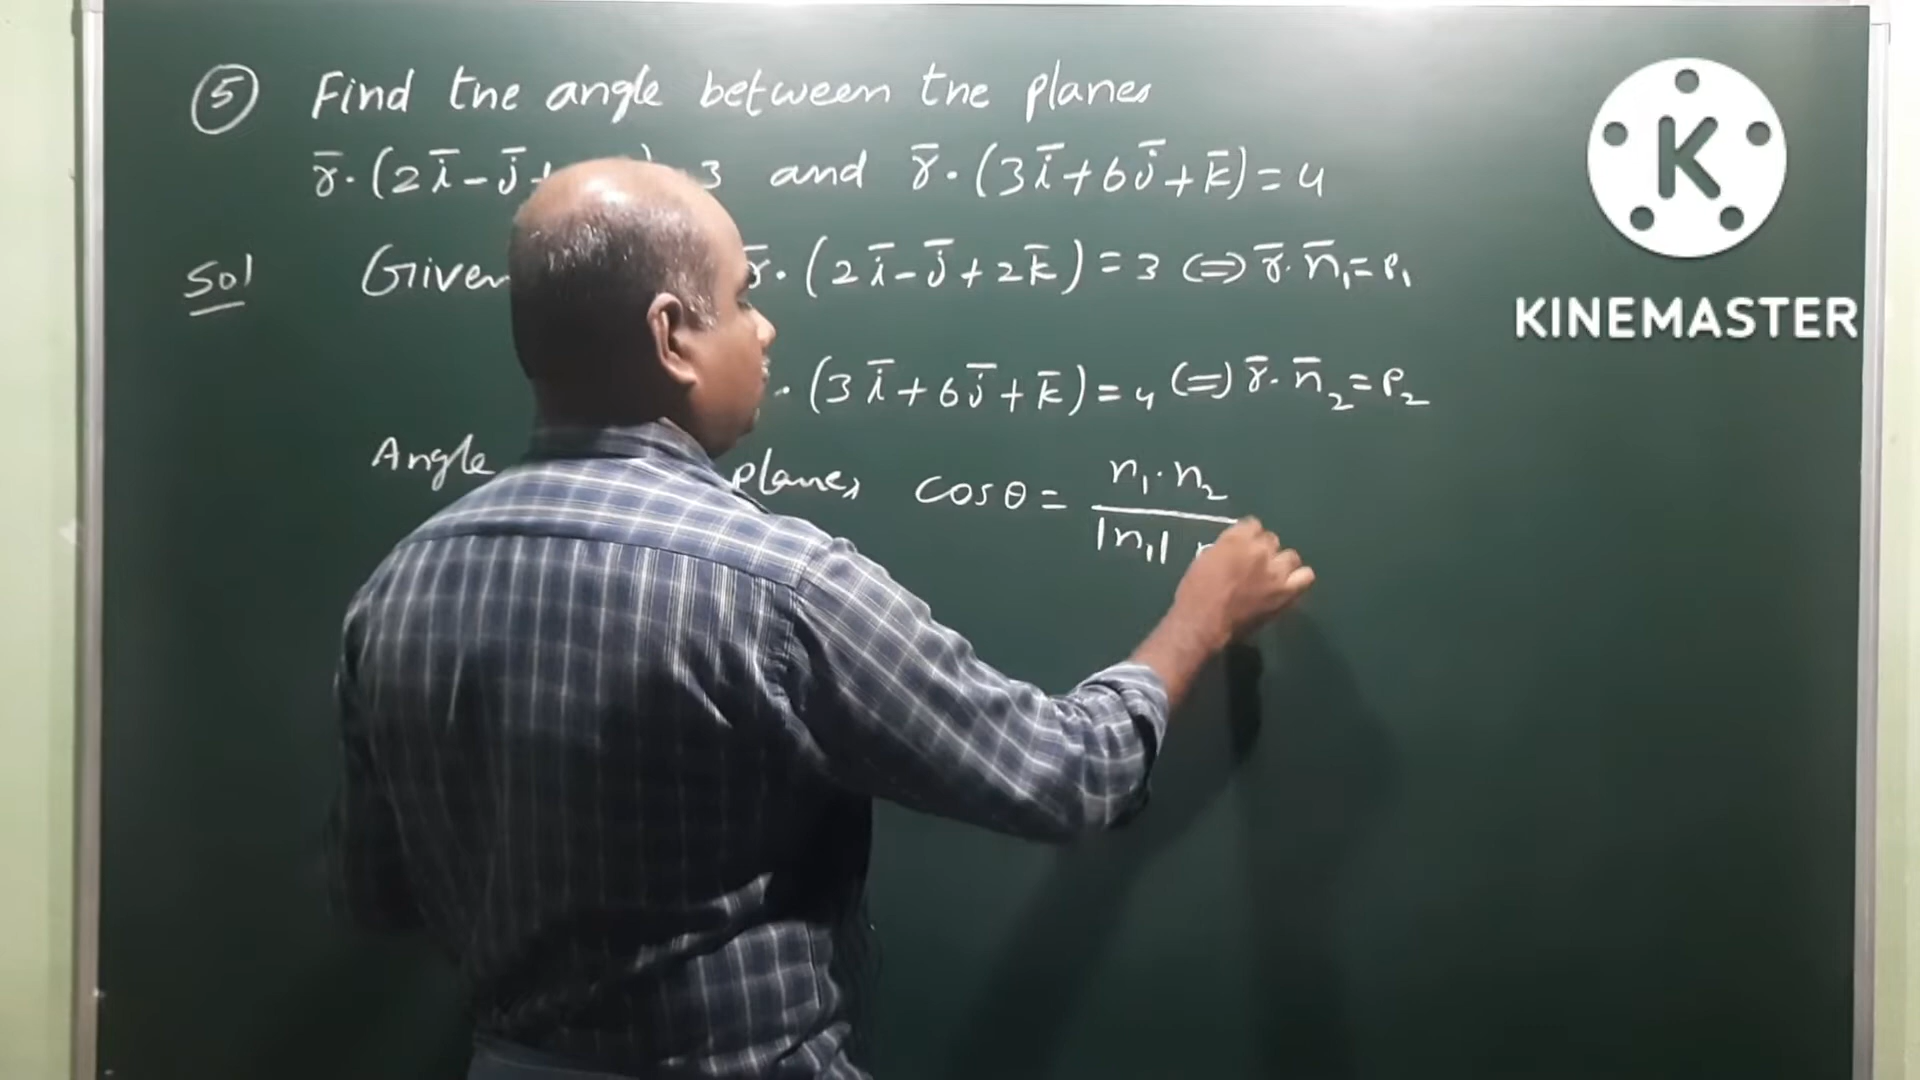 ⑤ Find the angle between the planes
r̄·(2ī-j̄+ ) 3 and r̄·(3ī+6j̄+k̄)=4
Sol Given r̄·(2ī-j̄+2k̄)=3 ⇔ r̄·n̄₁=P₁
·(3ī+6j̄+k̄)=4 ⇔ r̄·n̄₂=P₂
Angle planes cosθ = n₁·n₂
|n₁|
K
KINEMASTER